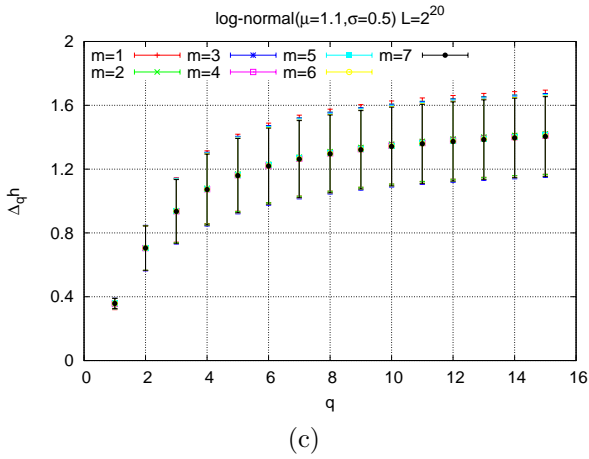 log-normal(μ=1.1,σ=0.5) L=2^20
m=1 m=3 m=5 m=7
m=2 m=4 m=6
2
1.6
1.2
0.8
0.4
0
Δqh
0 2 4 6 8 10 12 14 16
q
(c)